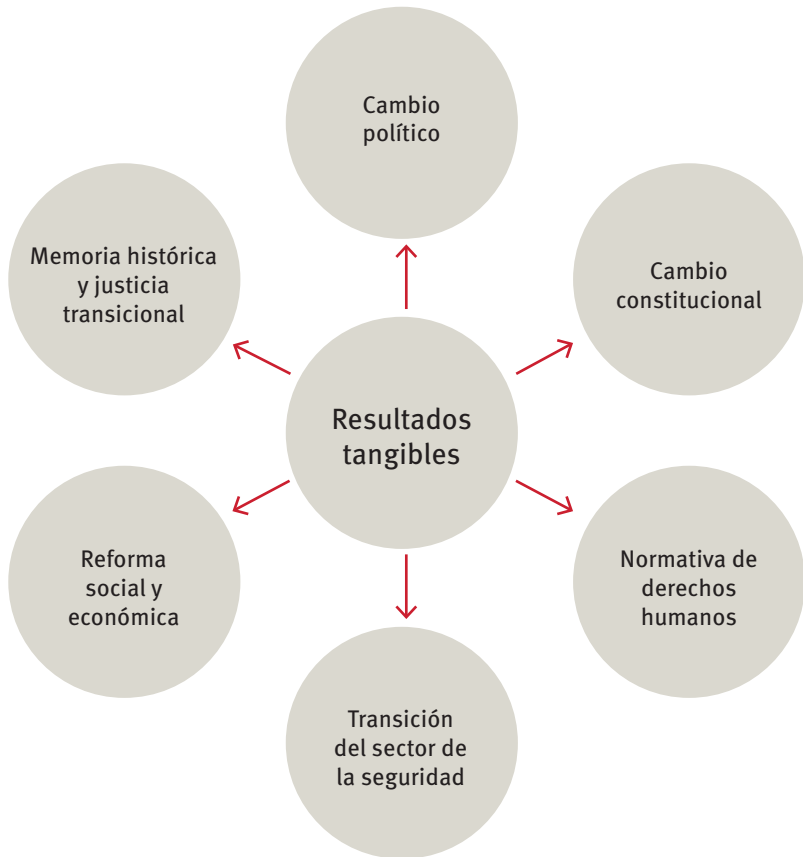 Cambio
político
Memoria histórica
y justicia
transicional
Cambio
constitucional
Resultados
tangibles
Reforma
social y
económica
Normativa de
derechos
humanos
Transición
del sector de
la seguridad